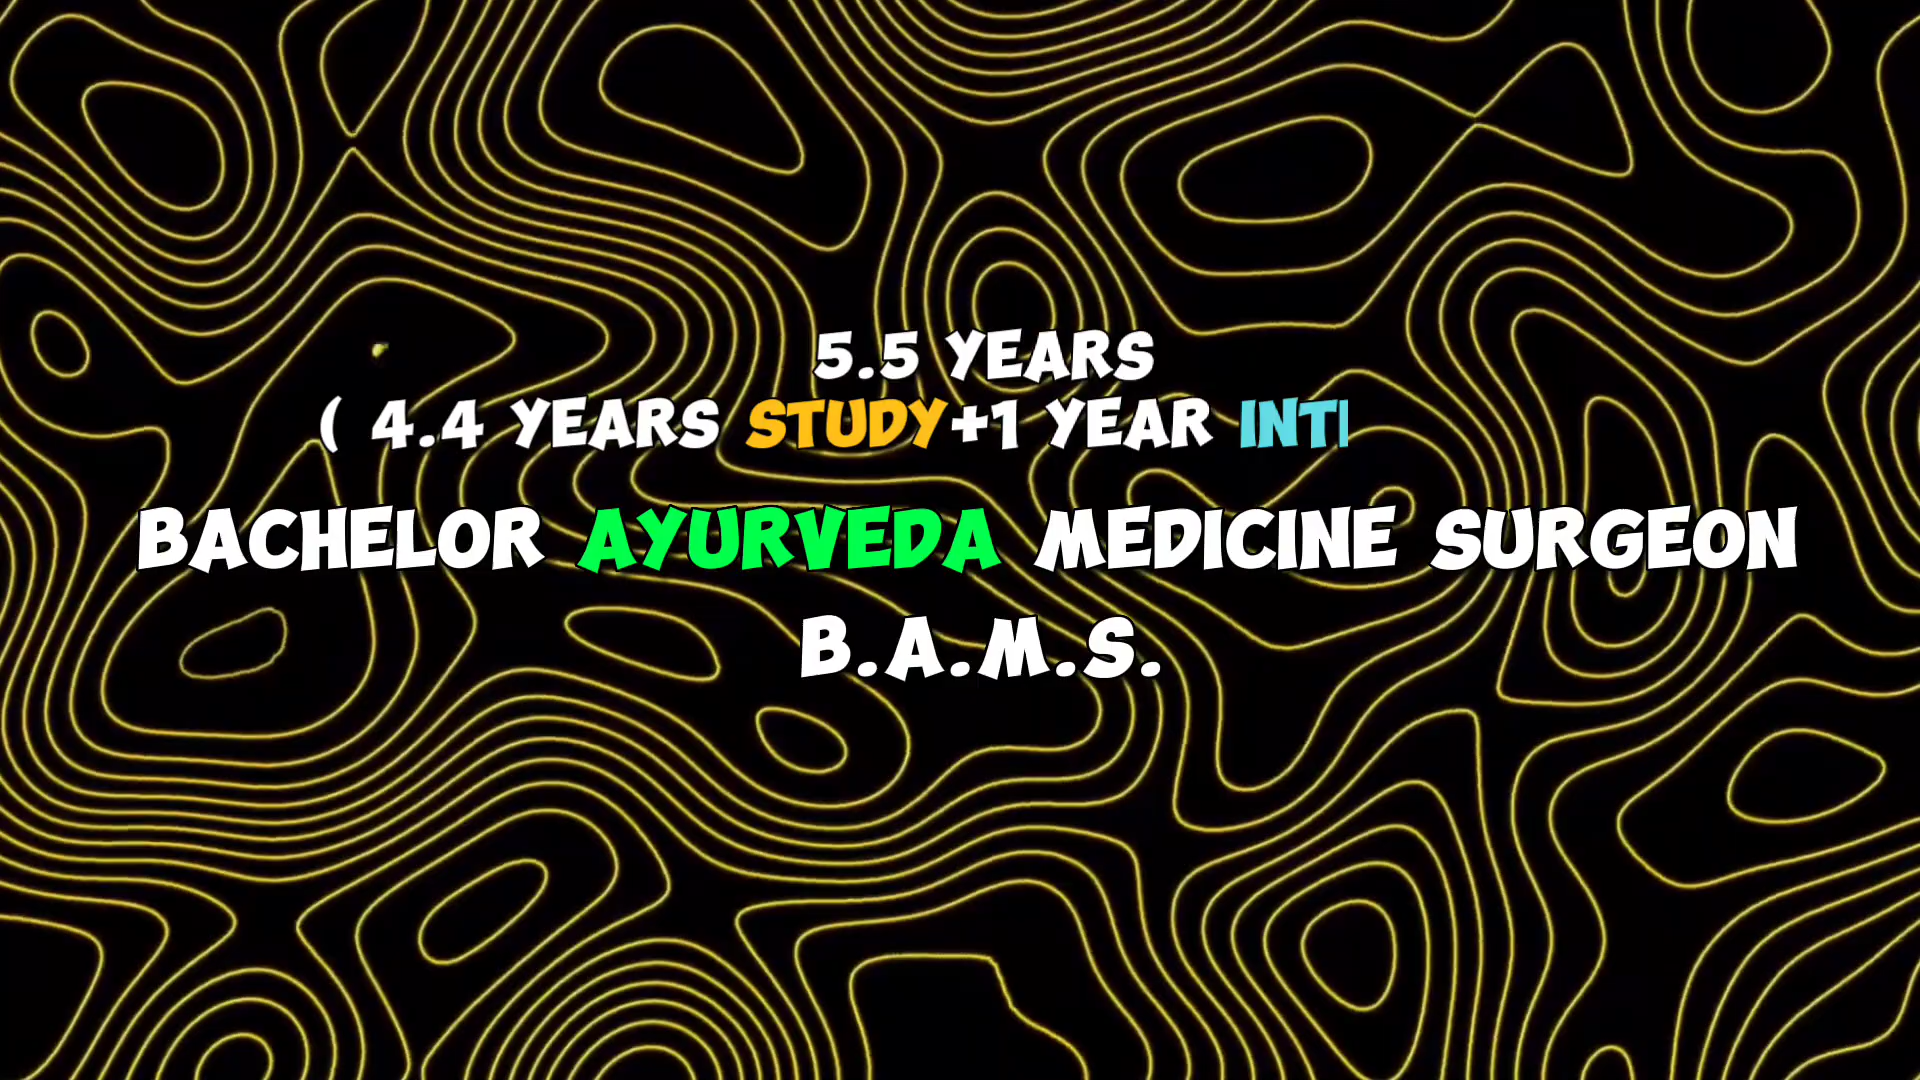 5.5 YEARS
( 4.4 YEARS STUDY+1 YEAR
BACHELOR AYURVEDA MEDICINE SURGEON
B.A.M.S.